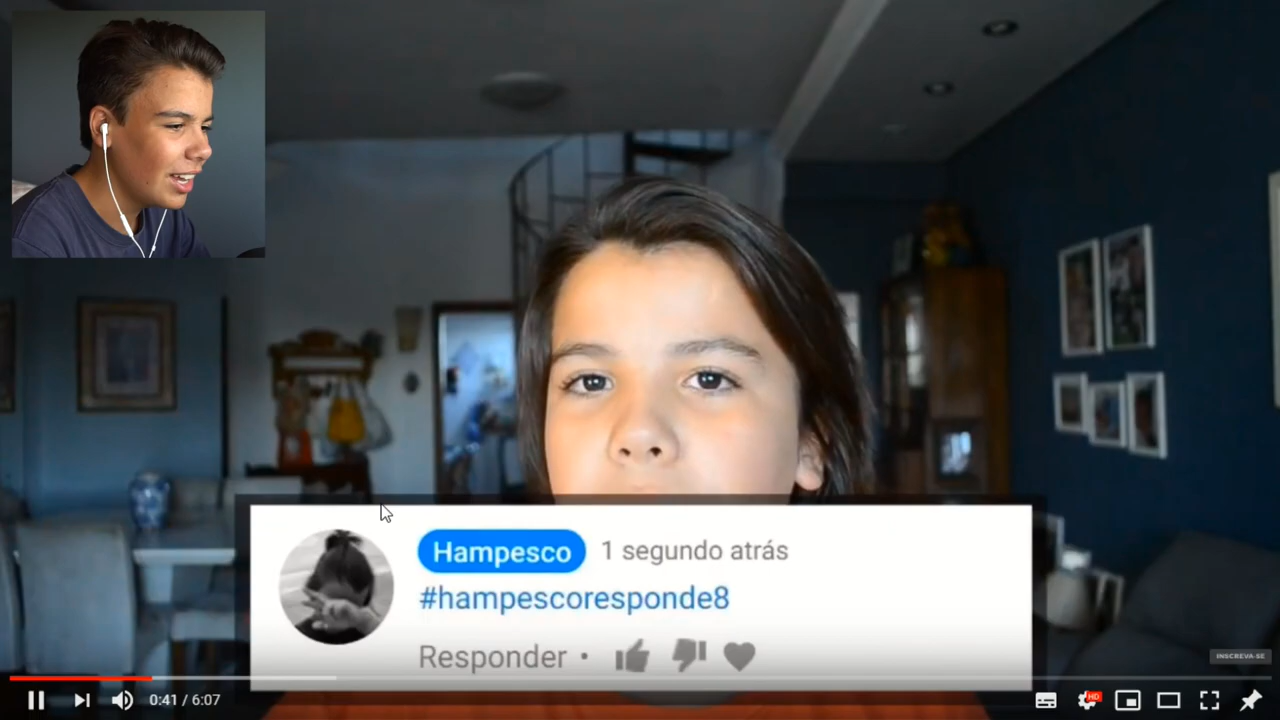 Hampesco 1 segundo atrás
#hampescoresponde8
Responder •
INSCREVA-SE
0:41 / 6:07
HD